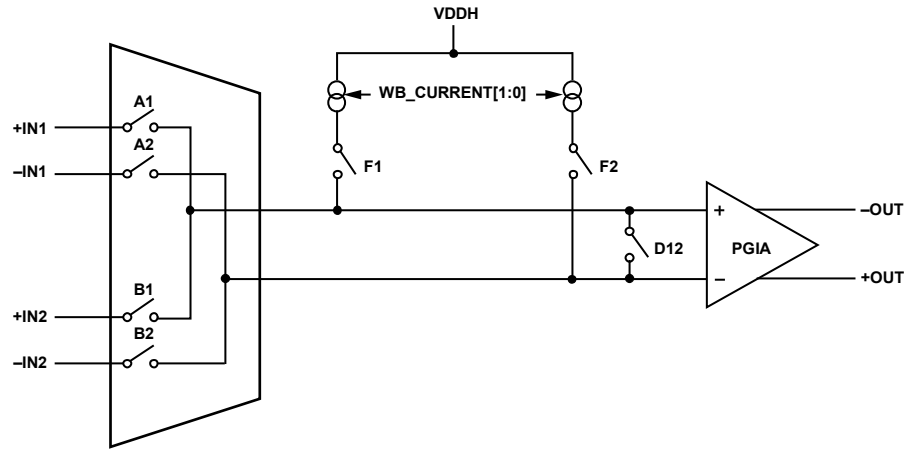 VDDH
WB_CURRENT[1:0]
A1
+IN1
A2
–IN1
F1
F2
+
–OUT
D12
PGIA
–
+OUT
B1
+IN2
B2
–IN2